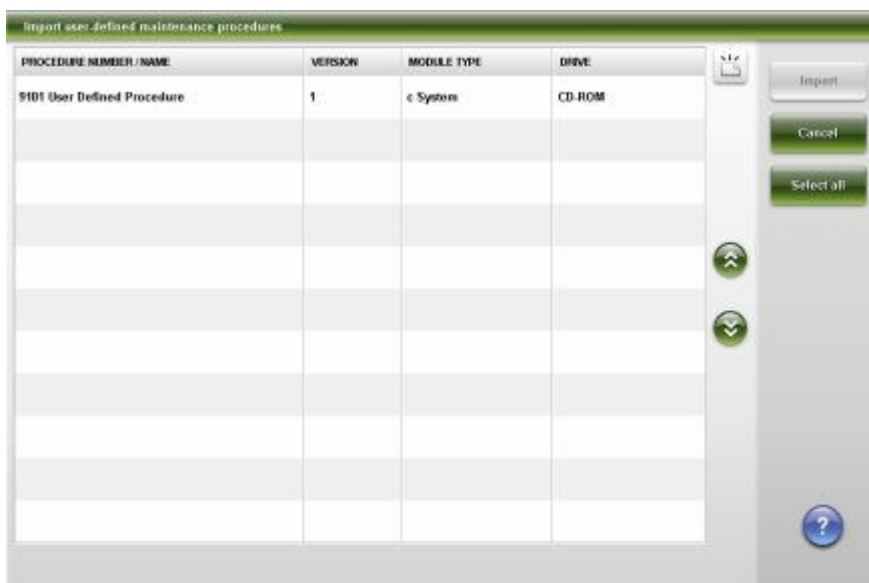 Import user-defined maintenance procedures
PROCEDURE NUMBER / NAME VERSION MODULE TYPE DRIVE
9101 User Defined Procedure 1 c System CD-ROM
Import
Cancel
Select all
?